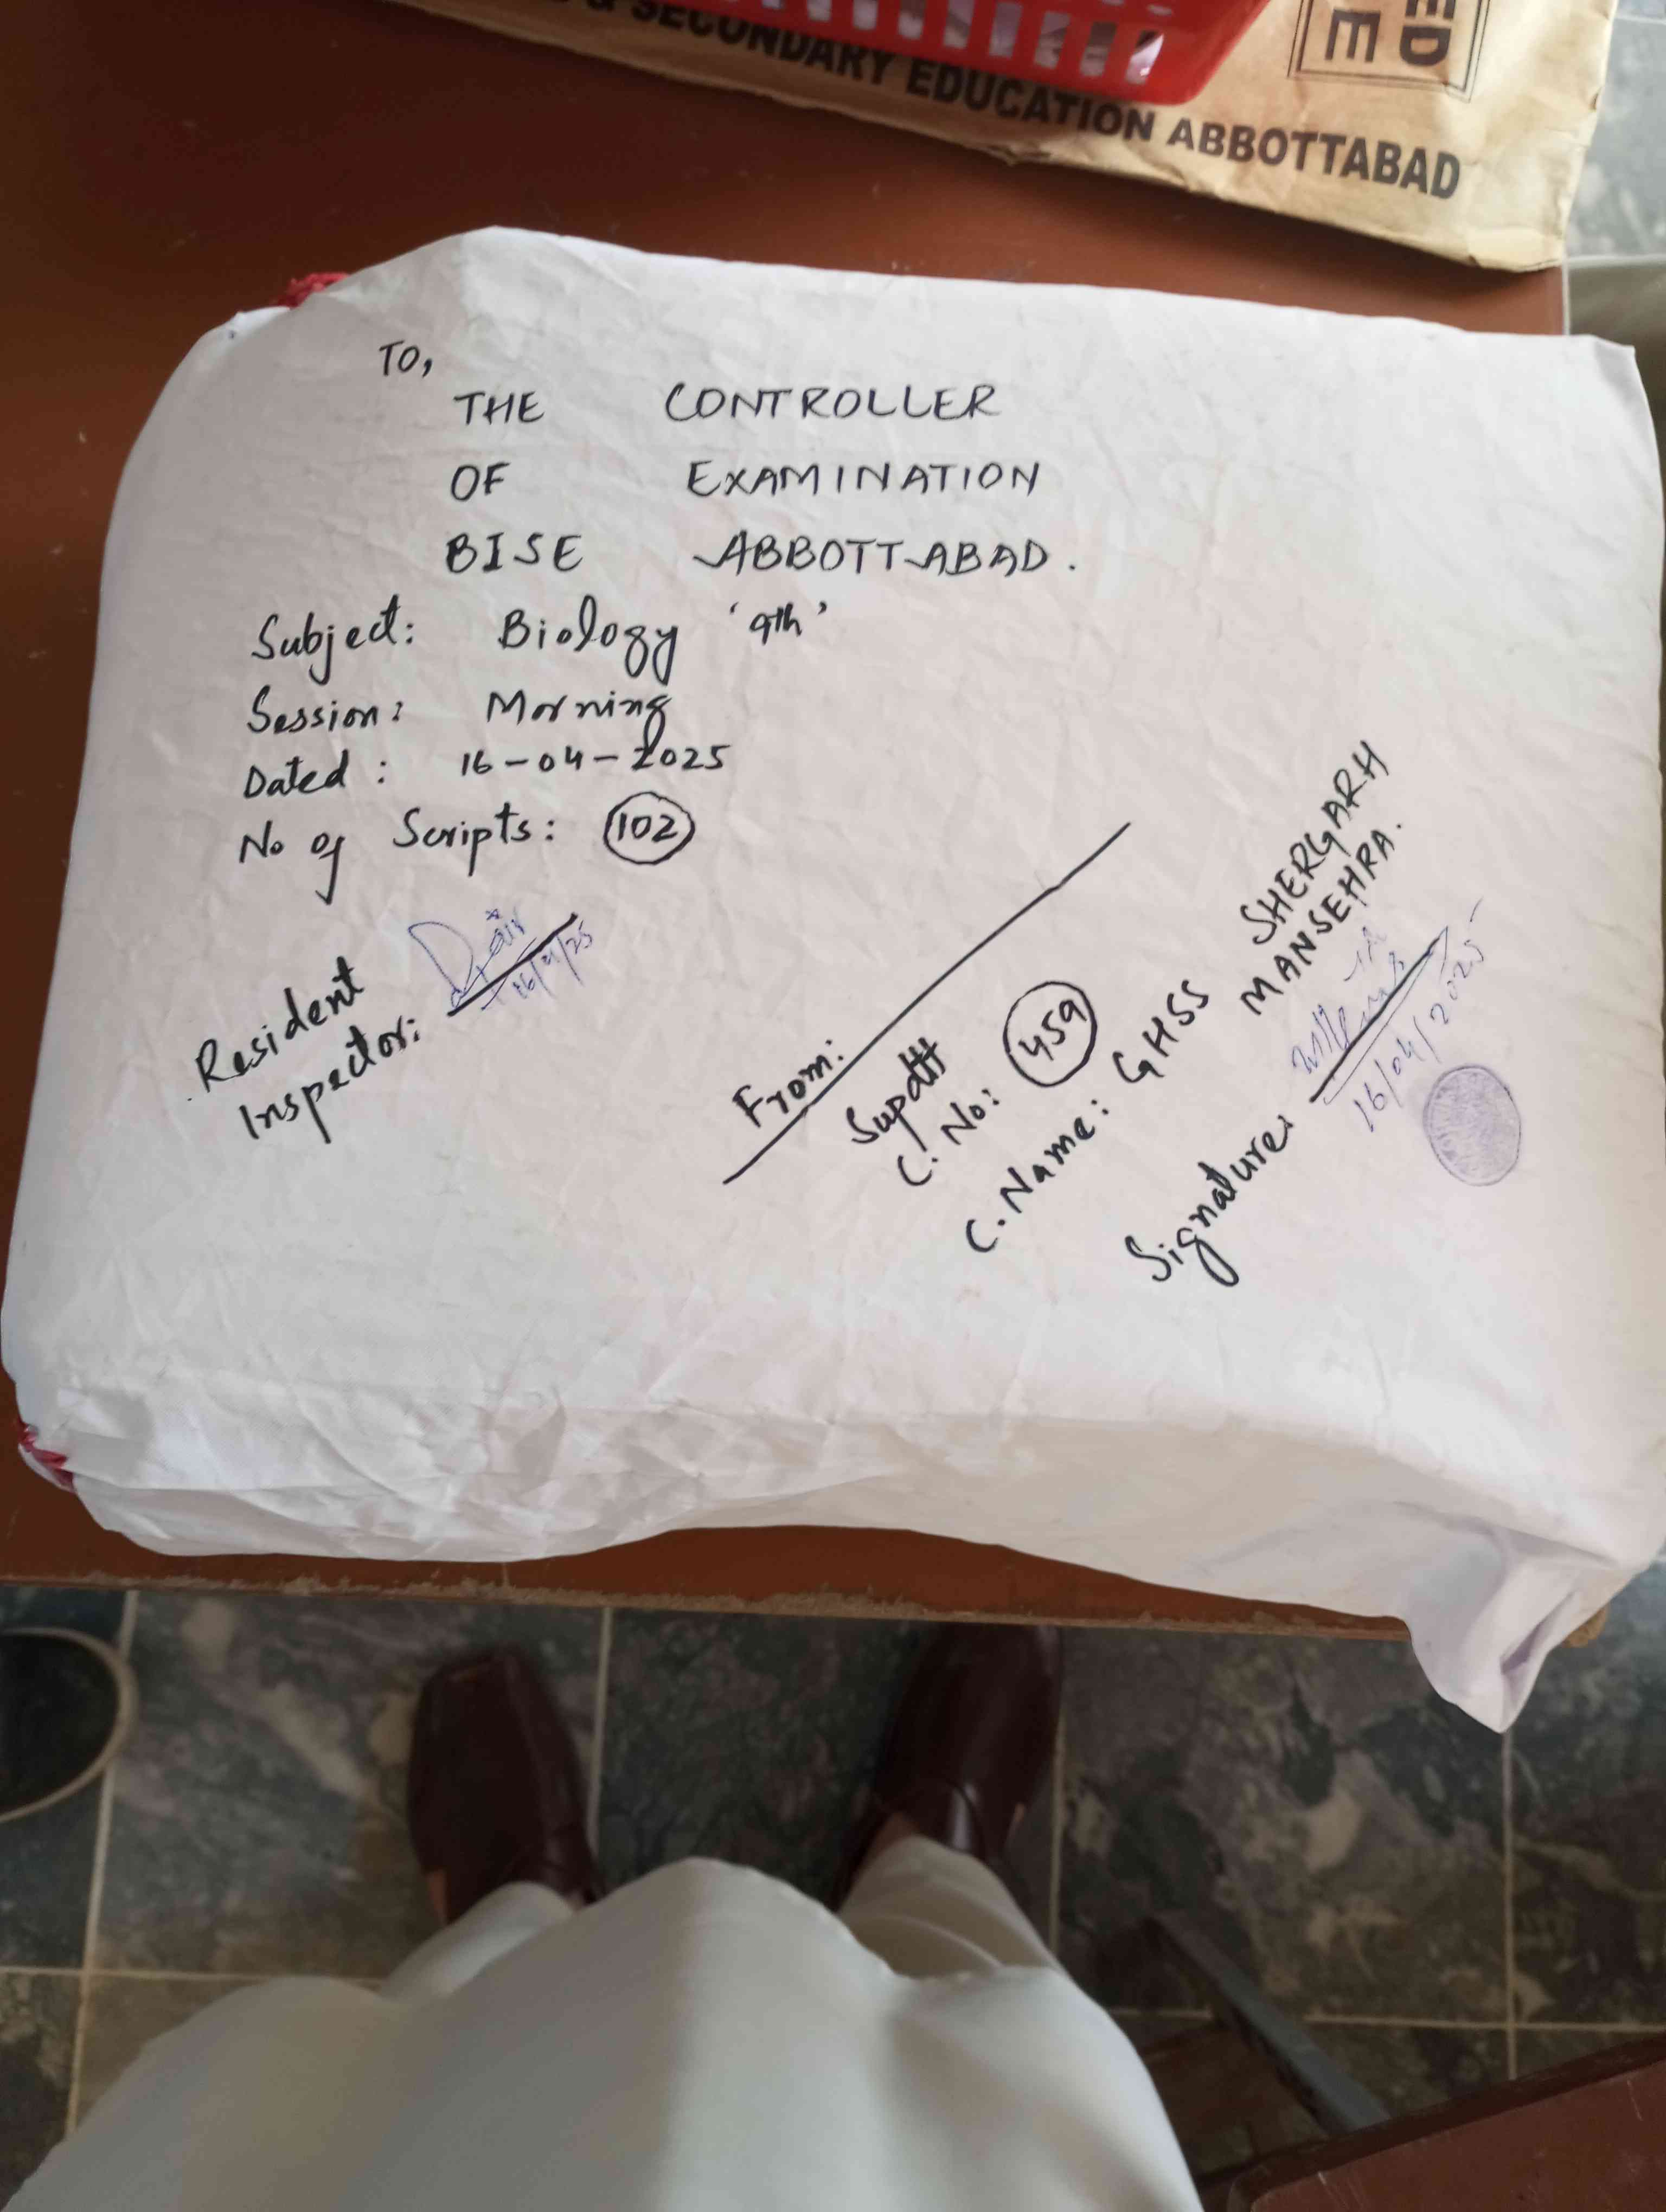 & SECONDARY EDUCATION ABBOTTABAD
ED
E
TO,
THE CONTROLLER
OF EXAMINATION
BISE ABBOTTABAD.
Subject: Biology '9th'
Session: Morning
Dated: 16-04-2025
No of Scripts: 102
Resident
Inspector:
16/4/25
From:
Supdtt
C. No: 459
C. Name: GHSS SHERGARH
MANSEHRA.
Signature:
16/04/2025